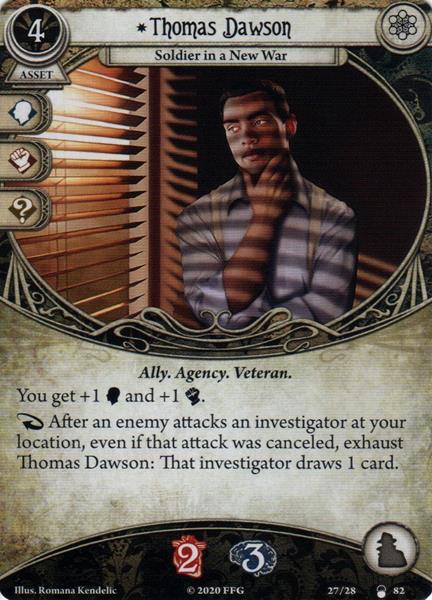 4
*Thomas Dawson
ASSET
Soldier in a New War
?
Ally. Agency. Veteran.
You get +1 and +1 .
After an enemy attacks an investigator at your
location, even if that attack was canceled, exhaust
Thomas Dawson: That investigator draws 1 card.
2 3
Illus. Romana Kendelic © 2020 FFG 27/28 82